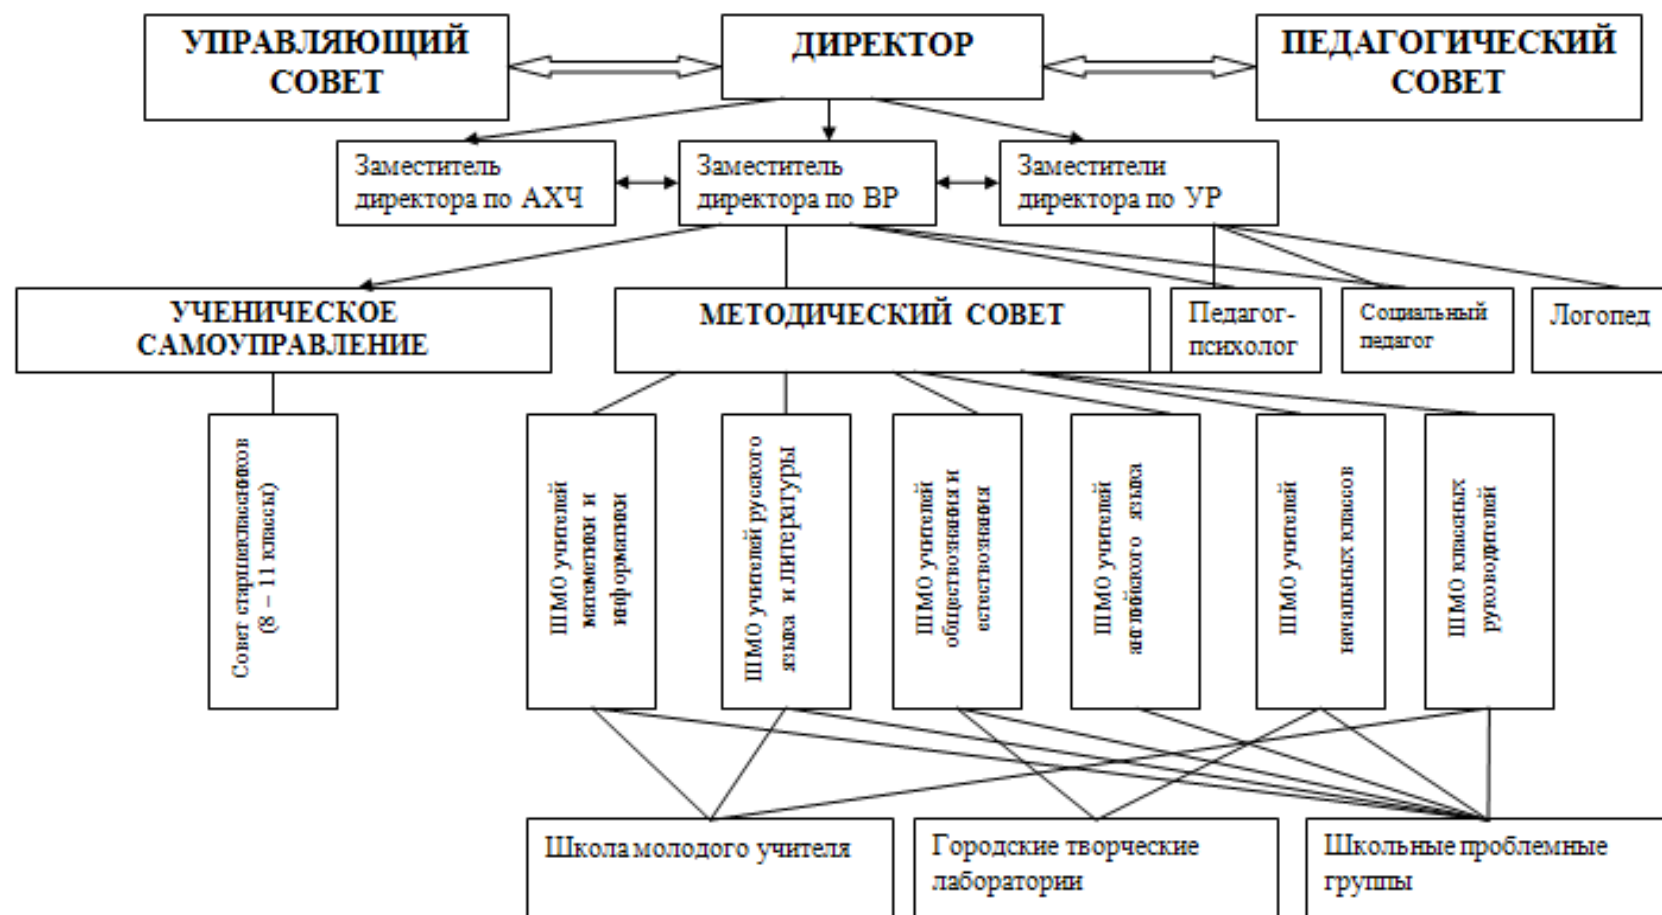 УПРАВЛЯЮЩИЙ
СОВЕТ
ДИРЕКТОР
ПЕДАГОГИЧЕСКИЙ
СОВЕТ
Заместитель
директора по АХЧ
Заместитель
директора по ВР
Заместители
директора по УР
УЧЕНИЧЕСКОЕ
САМОУПРАВЛЕНИЕ
МЕТОДИЧЕСКИЙ СОВЕТ
Педагог-
психолог
Социальный
педагог
Логопед
Совет старшеклассников
(8 – 11 классы)
ШМО учителей
математики и
информатики
ШМО учителей русского
языка и литературы
ШМО учителей
обществознания и
естествознания
ШМО учителей
английского языка
ШМО учителей
начальных классов
ШМО классных
руководителей
Школа молодого учителя
Городские творческие
лаборатории
Школьные проблемные
группы